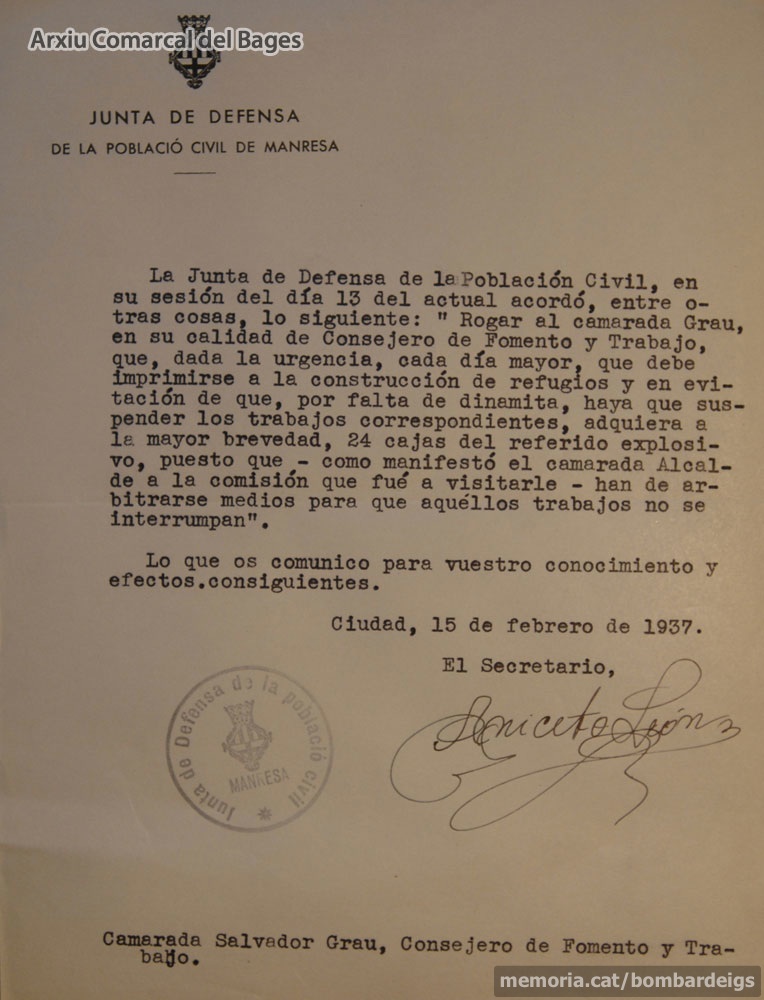 Arxiu Comarcal del Bages
JUNTA DE DEFENSA
DE LA POBLACIÓ CIVIL DE MANRESA
La Junta de Defensa de la Población Civil, en
su sesión del día 13 del actual acordó, entre o-
tras cosas, lo siguiente: " Rogar al camarada Grau,
en su calidad de Consejero de Fomento y Trabajo,
que, dada la urgencia, cada día mayor, que debe
imprimirse a la construcción de refugios y en evi-
tación de que, por falta de dinamita, haya que sus-
pender los trabajos correspondientes, adquiera a
la mayor brevedad, 24 cajas del referido explosi-
vo, puesto que - como manifestó el camarada Alcal-
de a la comisión que fué a visitarle - han de ar-
bitrarse medios para que aquéllos trabajos no se
interrumpan".
Lo que os comunico para vuestro conocimiento y
efectos.consiguientes.
Ciudad, 15 de febrero de 1937.
El Secretario,
Aniceto León
Junta de Defensa de la població civil
MANRESA
Camarada Salvador Grau, Consejero de Fomento y Tra-
bajo.
memoria.cat/bombardeigs